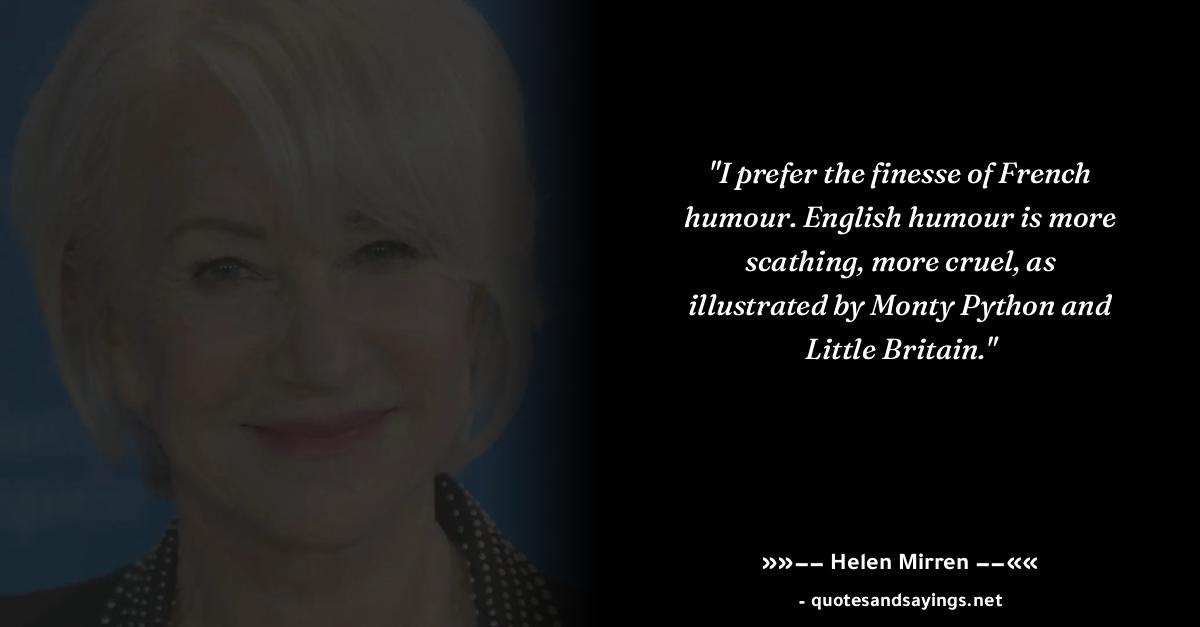 "I prefer the finesse of French
humour. English humour is more
scathing, more cruel, as
illustrated by Monty Python and
Little Britain."
»»−− Helen Mirren −−««
- quotesandsayings.net